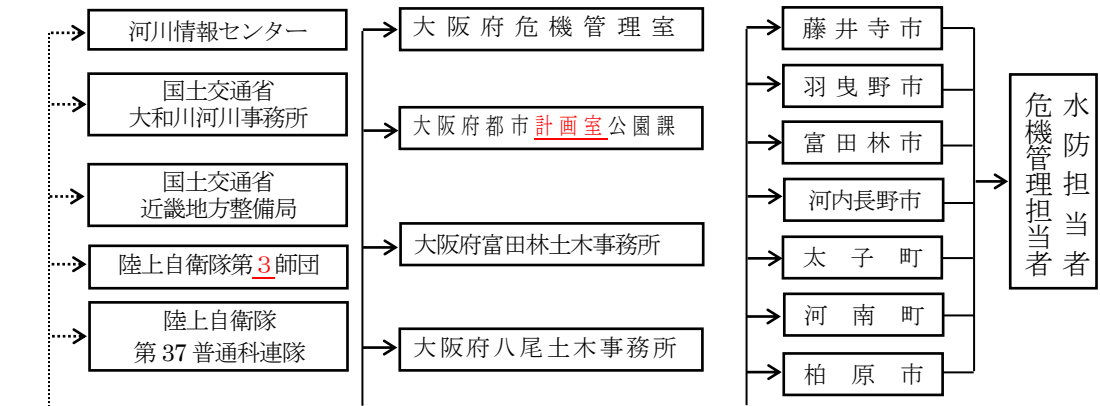 河川情報センター
国土交通省
大和川河川事務所
国土交通省
近畿地方整備局
陸上自衛隊第３師団
陸上自衛隊
第 37 普通科連隊
大阪府危機管理室
大阪府都市計画室公園課
大阪府富田林土木事務所
大阪府八尾土木事務所
藤井寺市
羽曳野市
富田林市
河内長野市
太子町
河南町
柏原市
水防担当者
危機管理担当者